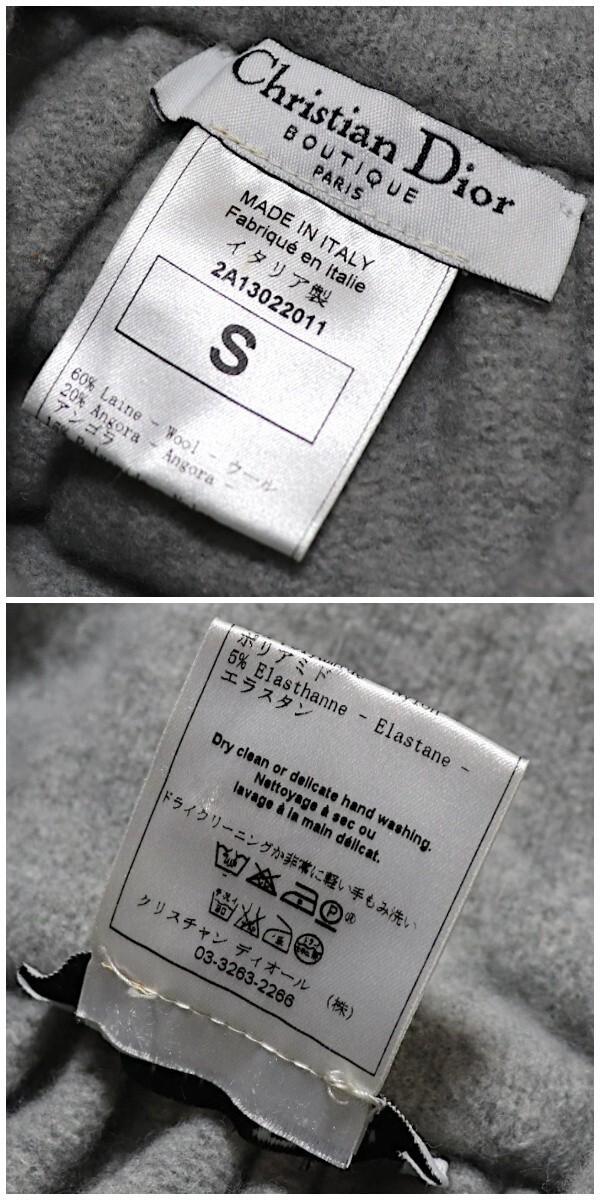 Christian Dior
BOUTIQUE
PARIS
MADE IN ITALY
Fabriqué en Italie
イタリア製
2A13022011
S
60% Laine - Wool - ウール
20% Angora - Angora -
アンゴラ
ポリアミド
5% Elasthanne - Elastane -
エラスタン
Dry clean or delicate hand washing.
Nettoyage à sec ou
lavage à la main délicat.
ドライクリーニングか非常に軽い手もみ洗い
P
クリスチャン ディオール (株)
03-3263-2266